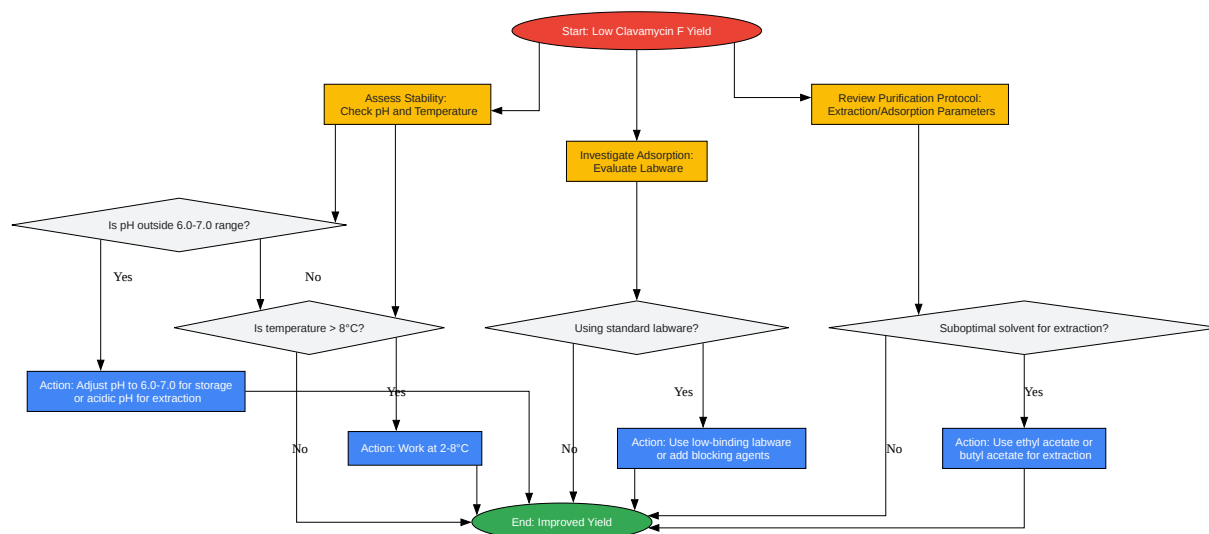 Start: Low Clavamycin F Yield
Assess Stability:
Check pH and Temperature
Review Purification Protocol:
Extraction/Adsorption Parameters
Investigate Adsorption:
Evaluate Labware
Is pH outside 6.0-7.0 range?
Yes
No
Is temperature > 8°C?
Using standard labware?
Suboptimal solvent for extraction?
Action: Adjust pH to 6.0-7.0 for storage
or acidic pH for extraction
Yes
Yes
Yes
No
Action: Work at 2-8°C
No
Action: Use low-binding labware
or add blocking agents
No
Action: Use ethyl acetate or
butyl acetate for extraction
End: Improved Yield